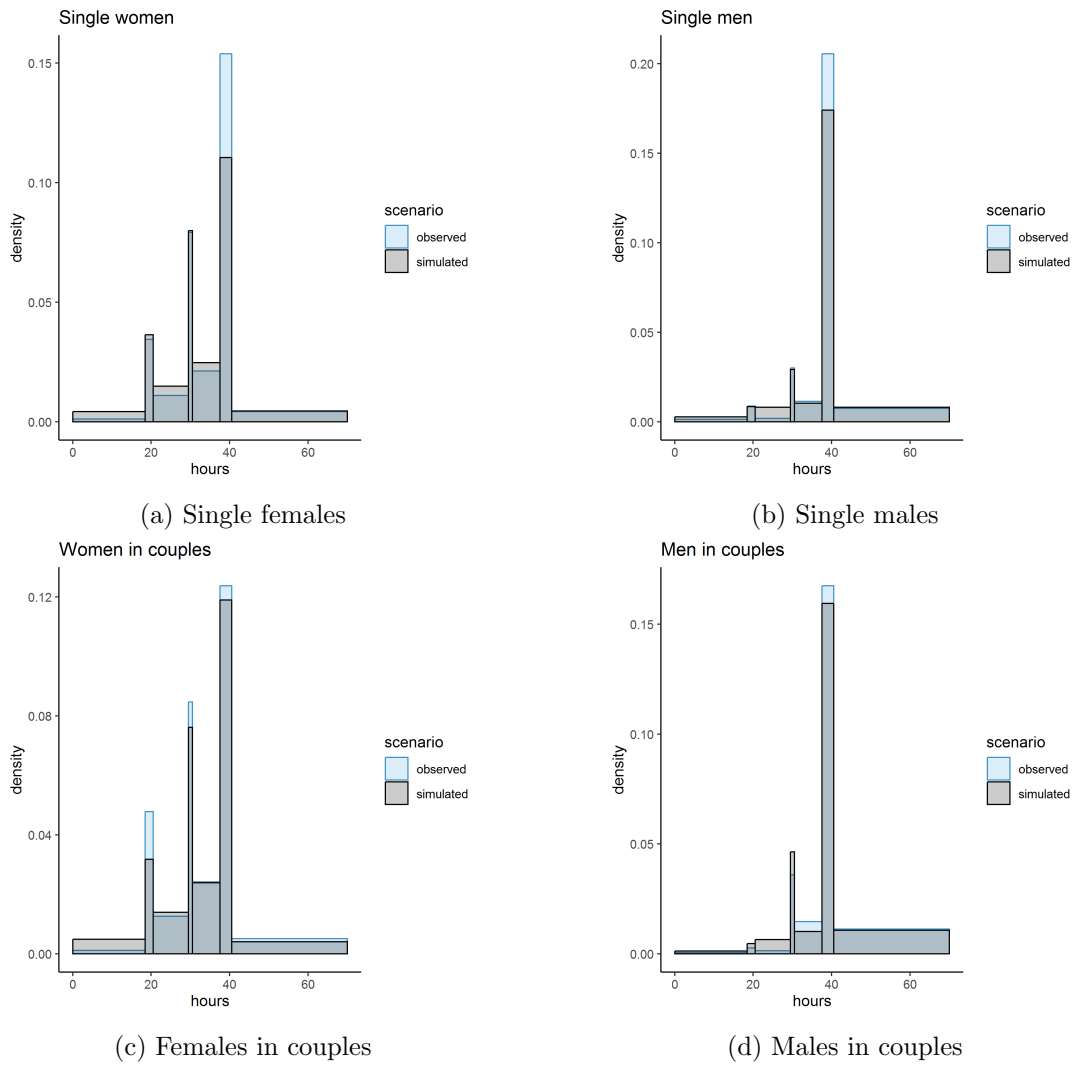 Single women
0.15
0.10
0.05
0.00
density
0 20 40 60
hours
scenario
observed
simulated
(a) Single females
Single men
0.20
0.15
0.10
0.05
0.00
density
0 20 40 60
hours
scenario
observed
simulated
(b) Single males
Women in couples
0.12
0.08
0.04
0.00
density
0 20 40 60
hours
scenario
observed
simulated
(c) Females in couples
Men in couples
0.15
0.10
0.05
0.00
density
0 20 40 60
hours
scenario
observed
simulated
(d) Males in couples